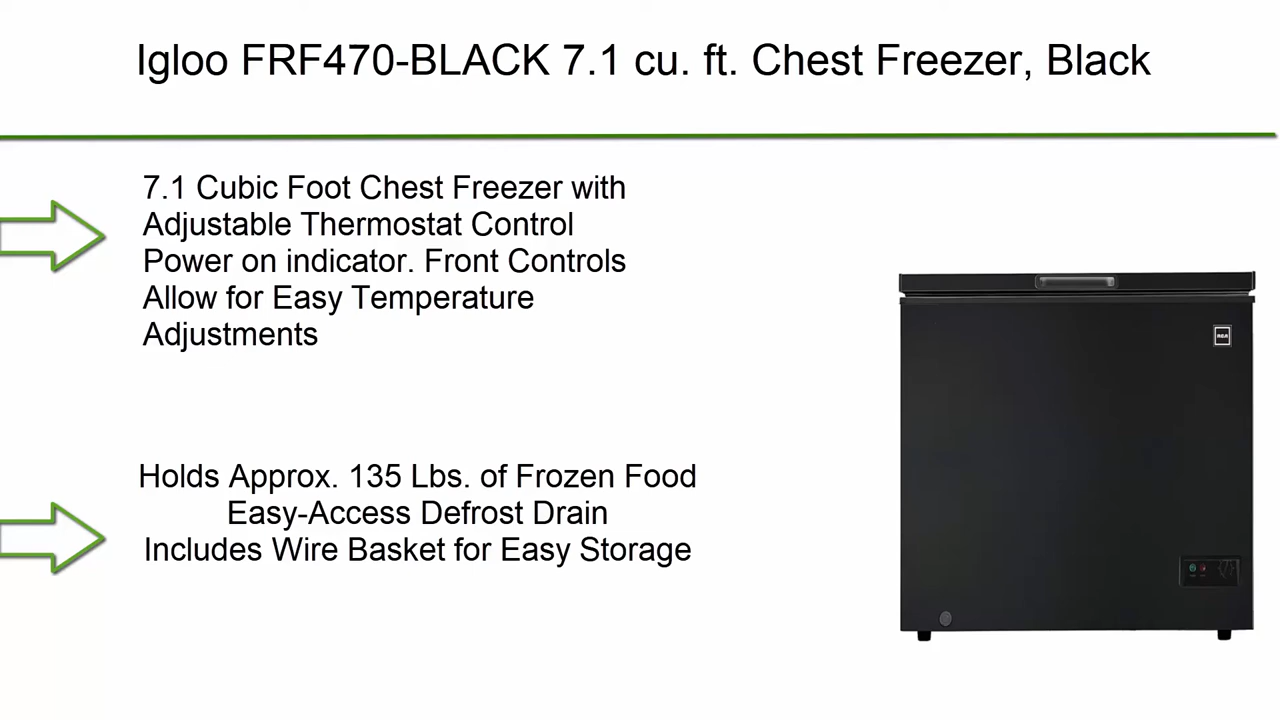 Igloo FRF470-BLACK 7.1 cu. ft. Chest Freezer, Black
7.1 Cubic Foot Chest Freezer with
Adjustable Thermostat Control
Power on indicator. Front Controls
Allow for Easy Temperature
Adjustments
RCA
Holds Approx. 135 Lbs. of Frozen Food
Easy-Access Defrost Drain
Includes Wire Basket for Easy Storage